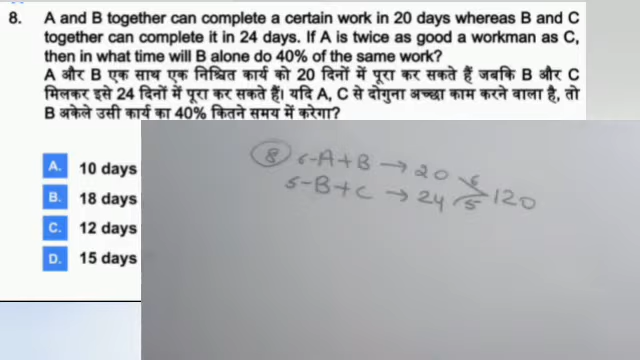 8. A and B together can complete a certain work in 20 days whereas B and C
together can complete it in 24 days. If A is twice as good a workman as C,
then in what time will B alone do 40% of the same work?
A और B एक साथ एक निश्चित कार्य को 20 दिनों में पूरा कर सकते हैं जबकि B और C
मिलकर इसे 24 दिनों में पूरा कर सकते हैं। यदि A, C से दोगुना अच्छा काम करने वाला है, तो
B अकेले उसी कार्य का 40% कितने समय में करेगा?
A. 10 days
B. 18 days
C. 12 days
D. 15 days
8 6-A+B → 20 6
5-B+C → 24 5 120